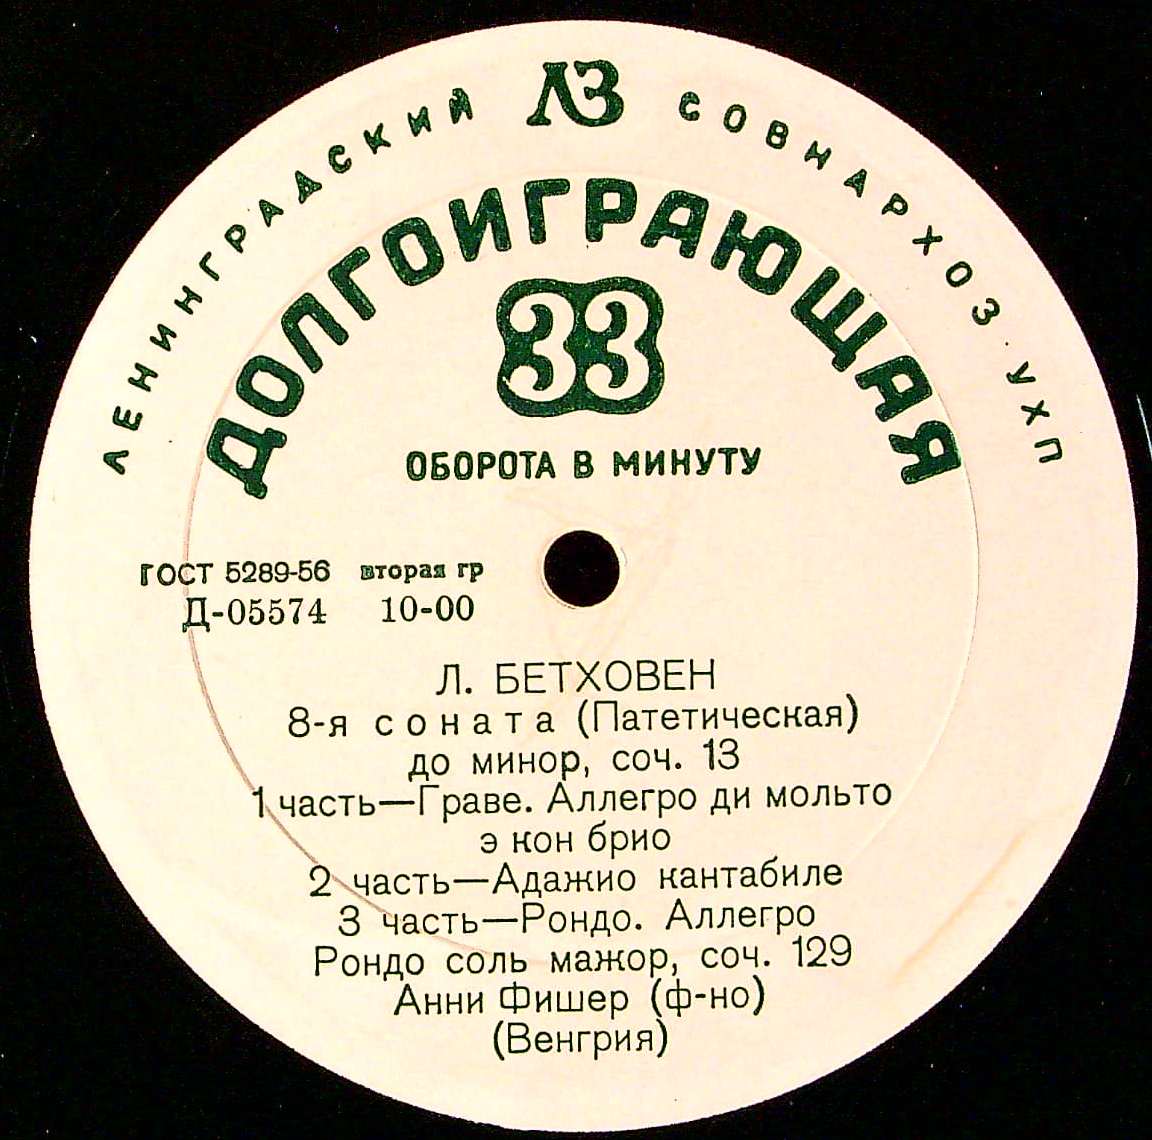 ЛЕНИНГРАДСКИЙ ЛЗ СОВНАРХОЗ·УХП
ДОЛГОИГРАЮЩАЯ
33
ОБОРОТА В МИНУТУ
ГОСТ 5289-56 вторая гр
Д-05574 10-00
Л. БЕТХОВЕН
8-я соната (Патетическая)
до минор, соч. 13
1 часть—Граве. Аллегро ди мольто
э кон брио
2 часть—Адажио кантабиле
3 часть—Рондо. Аллегро
Рондо соль мажор, соч. 129
Анни Фишер (ф-но)
(Венгрия)